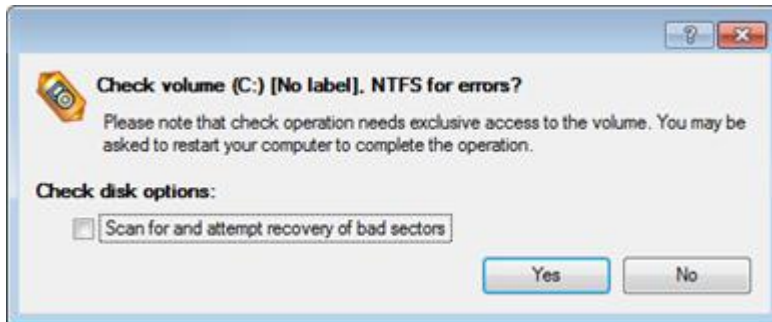 Check volume (C:) [No label], NTFS for errors?
Please note that check operation needs exclusive access to the volume. You may be
asked to restart your computer to complete the operation.
Check disk options:
Scan for and attempt recovery of bad sectors
Yes
No